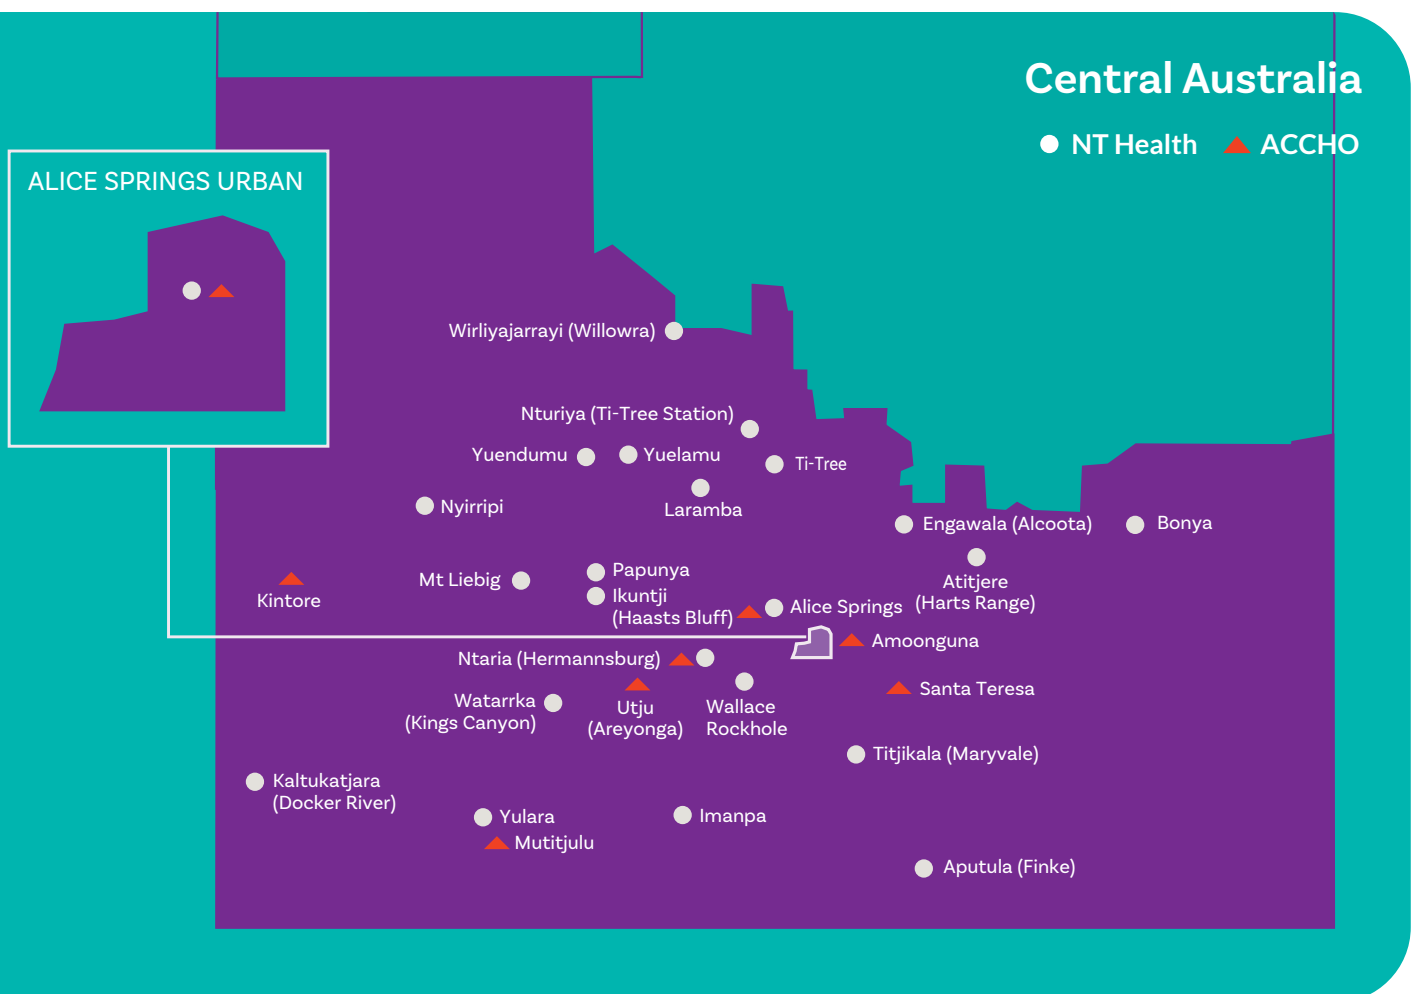 Central Australia
NT Health
ACCHO
ALICE SPRINGS URBAN
Wirliyajarrayi (Willowra)
Nturiya (Ti-Tree Station)
Yuendumu
Yuelamu
Ti-Tree
Nyirripi
Laramba
Engawala (Alcoota)
Bonya
Kintore
Mt Liebig
Papunya
Ikuntji
(Haasts Bluff)
Alice Springs
Atitjere
(Harts Range)
Amoonguna
Ntaria (Hermannsburg)
Santa Teresa
Watarrka
(Kings Canyon)
Utju
(Areyonga)
Wallace
Rockhole
Titjikala (Maryvale)
Kaltukatjara
(Docker River)
Yulara
Imanpa
Mutitjulu
Aputula (Finke)